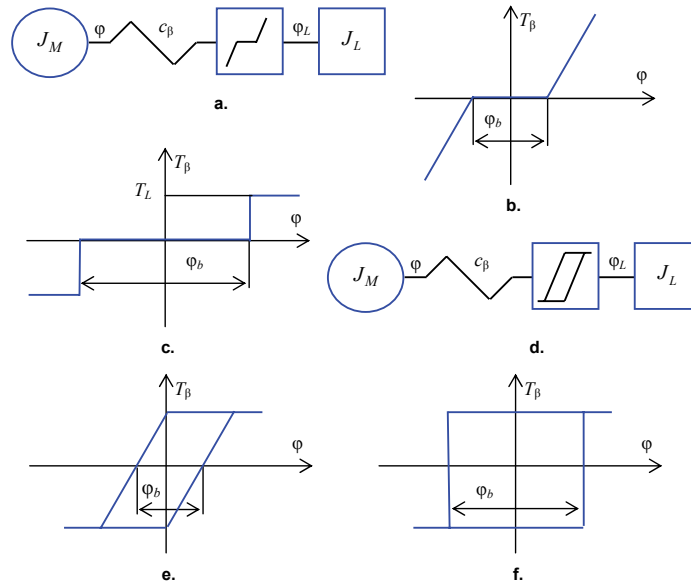 J_M φ c_β φ_L J_L
a.
T_β
φ
φ_b
b.
T_β
T_L
φ
φ_b
c.
J_M φ c_β φ_L J_L
d.
T_β
φ
φ_b
e.
T_β
φ
φ_b
f.